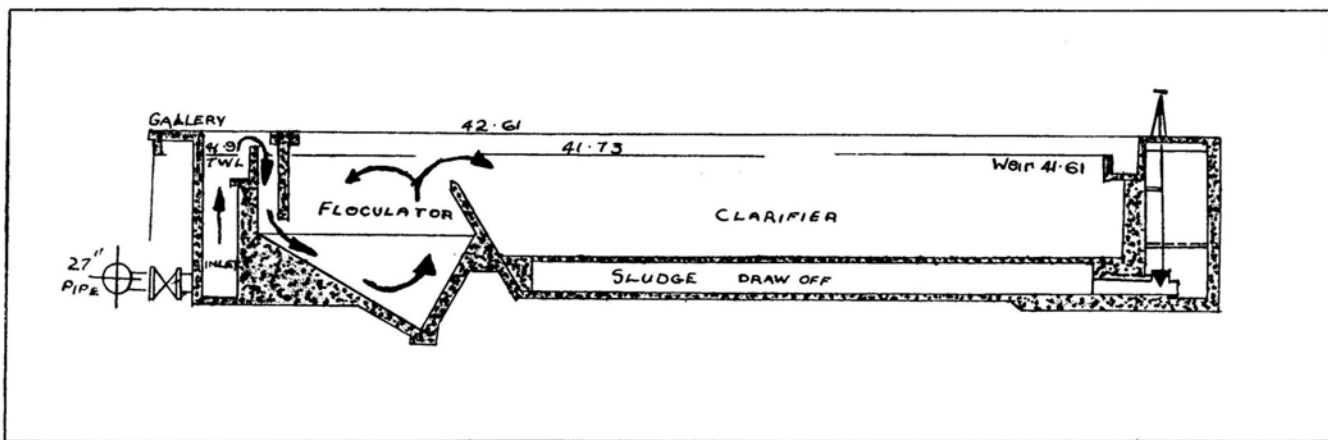 GALLERY
42.61
41.91
TWL
41.73
Weir 41.61
FLOCULATOR
CLARIFIER
27"
PIPE
INLET
SLUDGE DRAW OFF